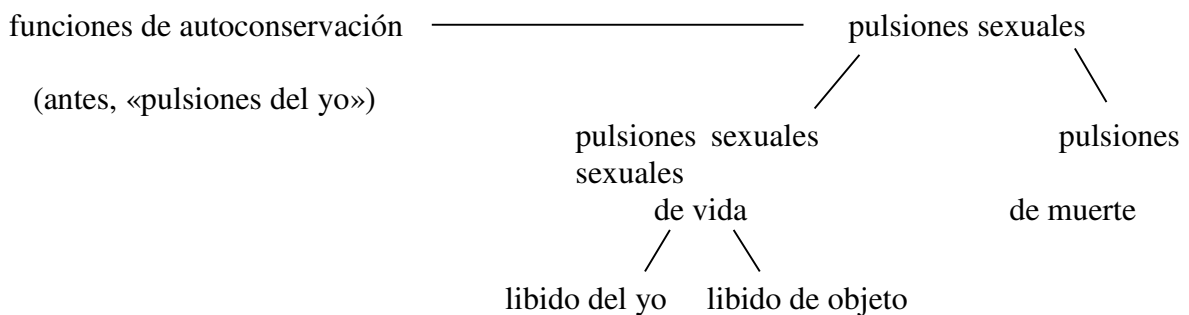 funciones de autoconservación pulsiones sexuales
(antes, «pulsiones del yo»)
pulsiones sexuales pulsiones
sexuales
de vida de muerte
libido del yo libido de objeto